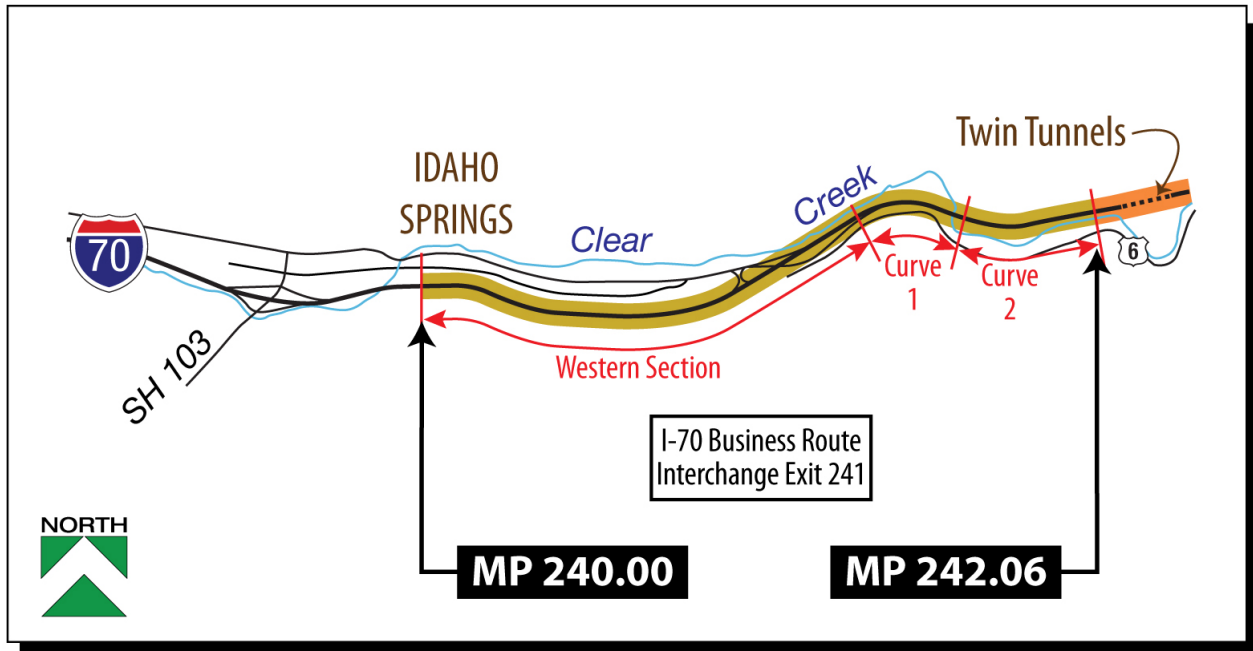 Twin Tunnels
IDAHO
SPRINGS
Clear
Creek
70
6
Curve
1
Curve
2
SH 103
Western Section
I-70 Business Route
Interchange Exit 241
NORTH
MP 240.00
MP 242.06